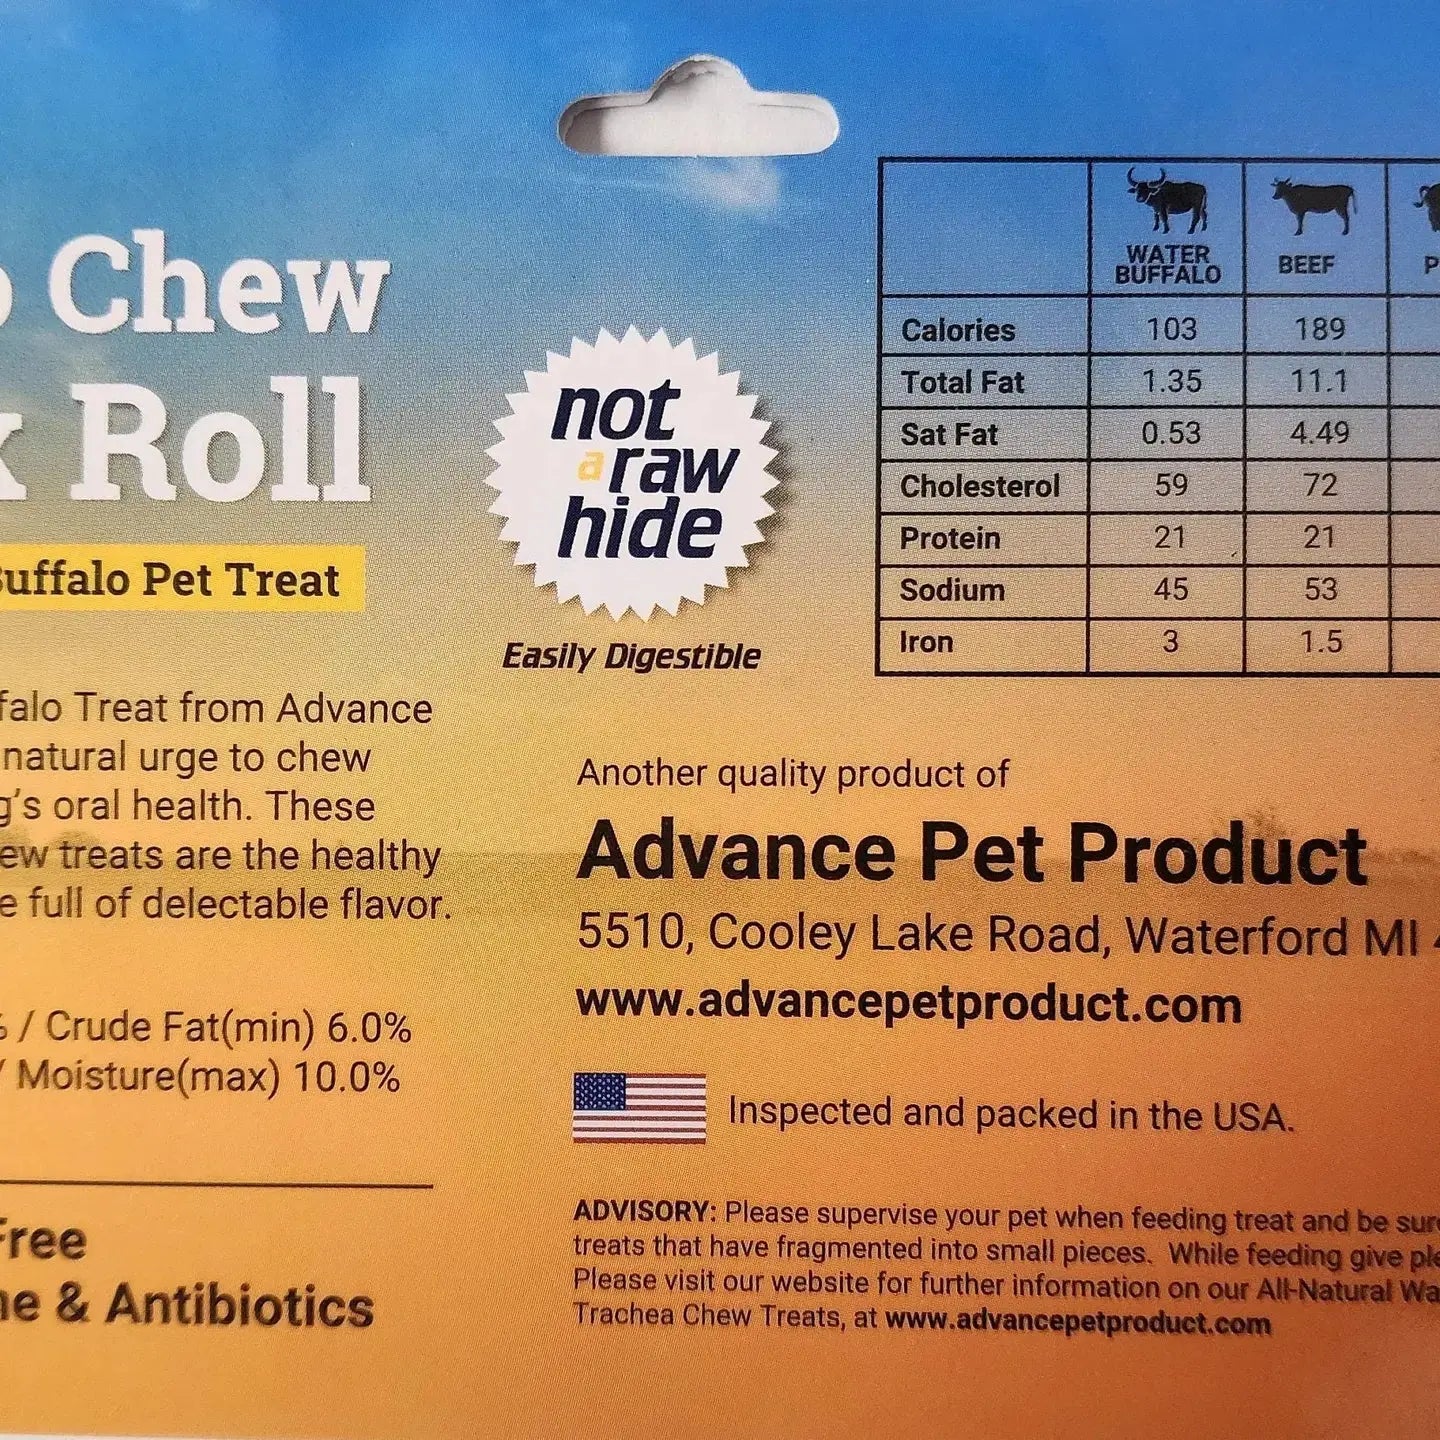 Chew
Roll
Buffalo Pet Treat
falo Treat from Advance
natural urge to chew
g's oral health. These
ew treats are the healthy
e full of delectable flavor.
% / Crude Fat(min) 6.0%
/ Moisture(max) 10.0%
Free
ne & Antibiotics
not
a raw
hide
Easily Digestible
WATER BUFFALO BEEF P
Calories 103 189
Total Fat 1.35 11.1
Sat Fat 0.53 4.49
Cholesterol 59 72
Protein 21 21
Sodium 45 53
Iron 3 1.5
Another quality product of
Advance Pet Product
5510, Cooley Lake Road, Waterford MI
www.advancepetproduct.com
Inspected and packed in the USA.
ADVISORY: Please supervise your pet when feeding treat and be sure
treats that have fragmented into small pieces. While feeding give ple
Please visit our website for further information on our All-Natural Wa
Trachea Chew Treats, at www.advancepetproduct.com